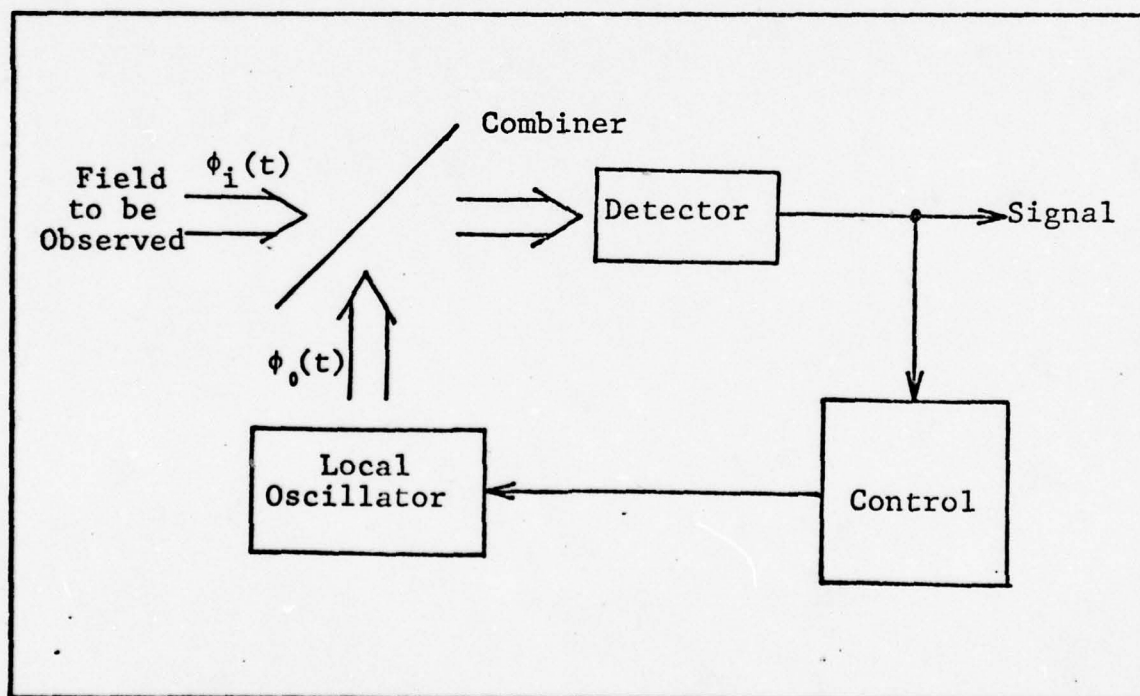 Combiner
ϕi(t)
Field
to be
Observed
Detector
Signal
ϕ0(t)
Local
Oscillator
Control